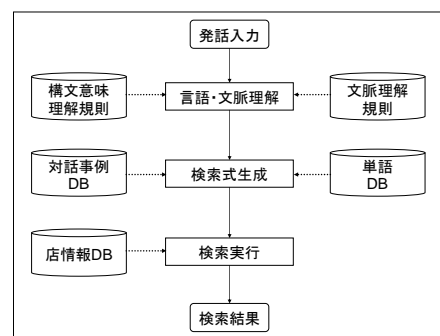 発話入力
構文意味
理解規則
言語・文脈理解
文脈理解
規則
対話事例
DB
検索式生成
単語
DB
店情報DB
検索実行
検索結果